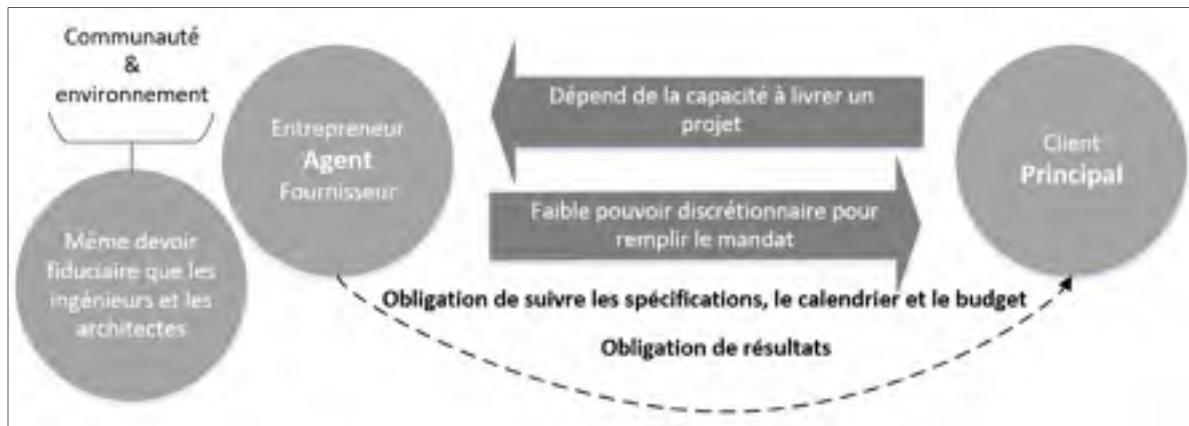 Communauté
&
environnement
Entrepreneur
Agent
Fournisseur
Même devoir
fiduciaire que les
ingénieurs et les
architectes
Dépend de la capacité à livrer un
projet
Faible pouvoir discrétionnaire pour
remplir le mandat
Client
Principal
Obligation de suivre les spécifications, le calendrier et le budget
Obligation de résultats